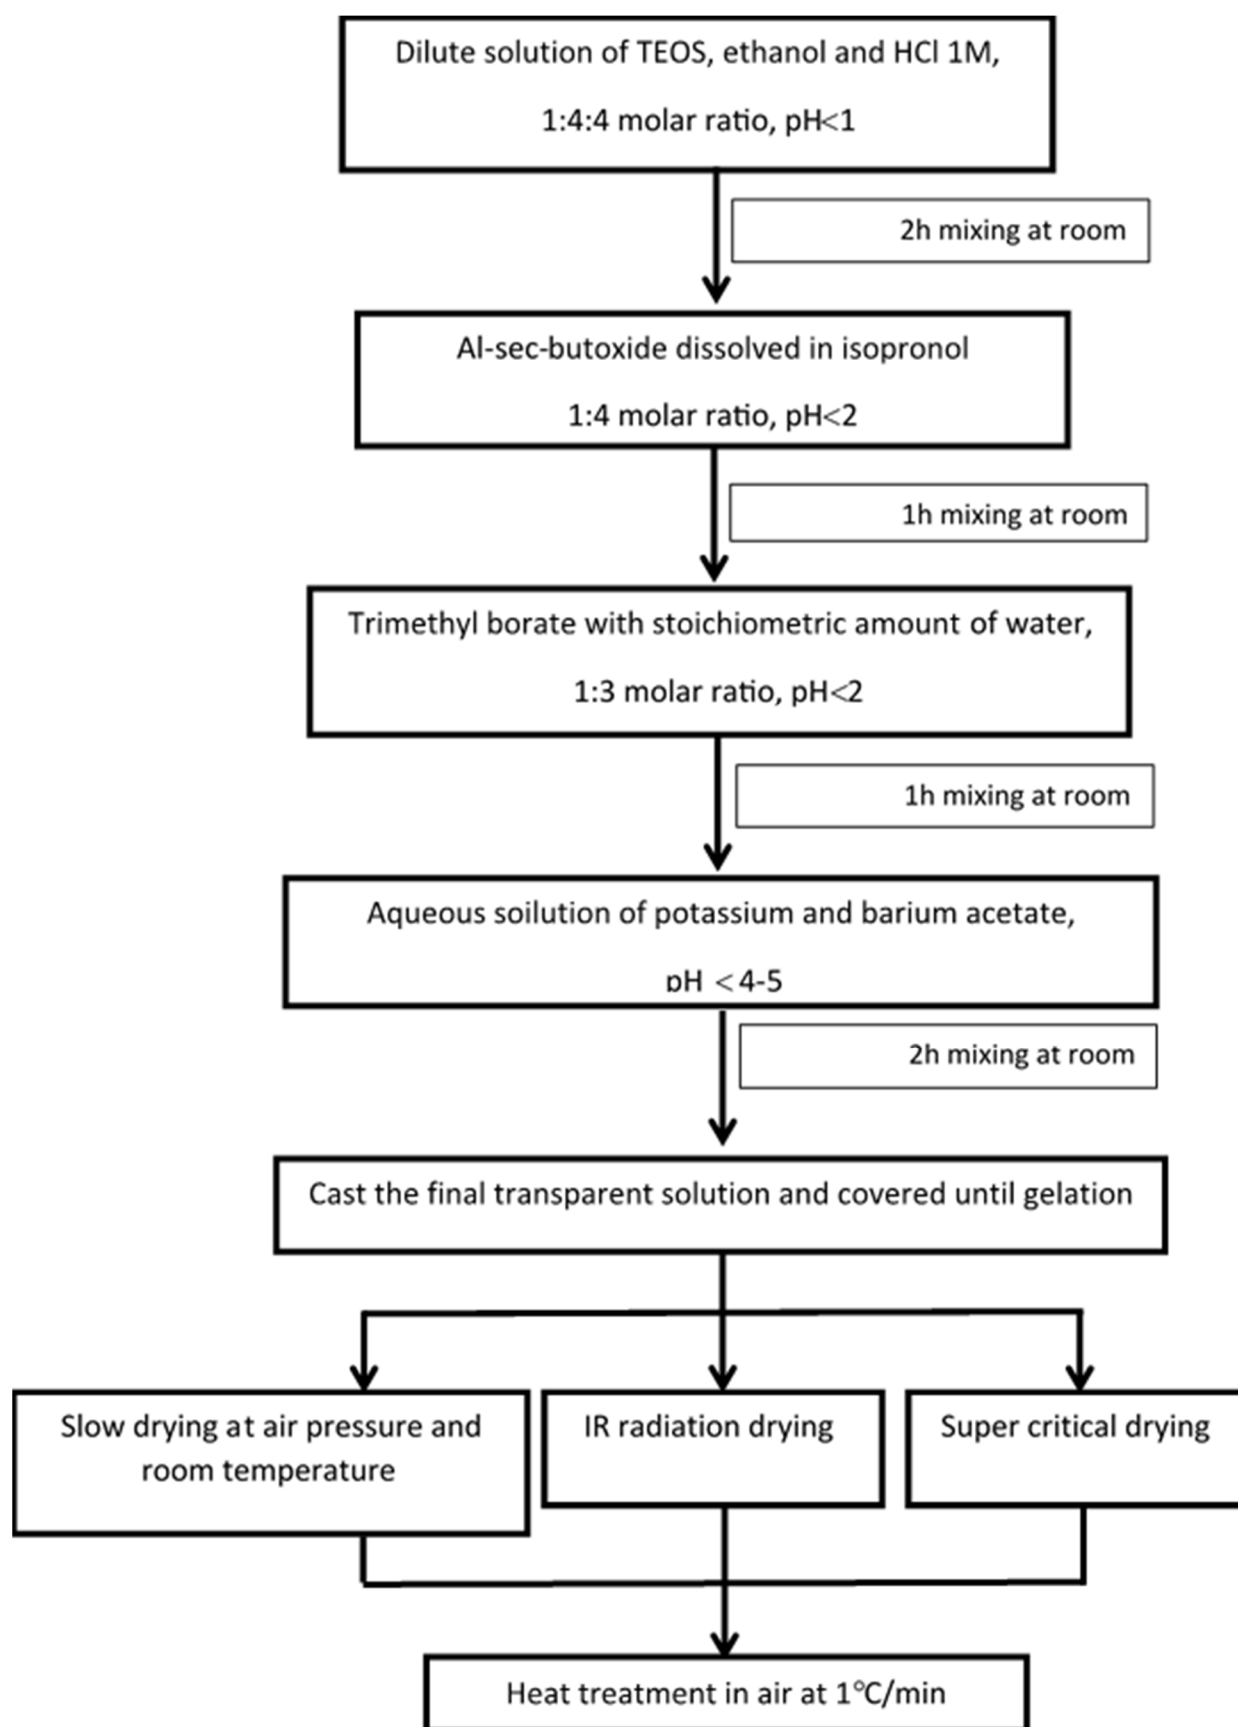 Dilute solution of TEOS, ethanol and HCl 1M,
1:4:4 molar ratio, pH<1
2h mixing at room
Al-sec-butoxide dissolved in isopronol
1:4 molar ratio, pH<2
1h mixing at room
Trimethyl borate with stoichiometric amount of water,
1:3 molar ratio, pH<2
1h mixing at room
Aqueous soilution of potassium and barium acetate,
pH < 4-5
2h mixing at room
Cast the final transparent solution and covered until gelation
Slow drying at air pressure and
room temperature
IR radiation drying
Super critical drying
Heat treatment in air at 1°C/min